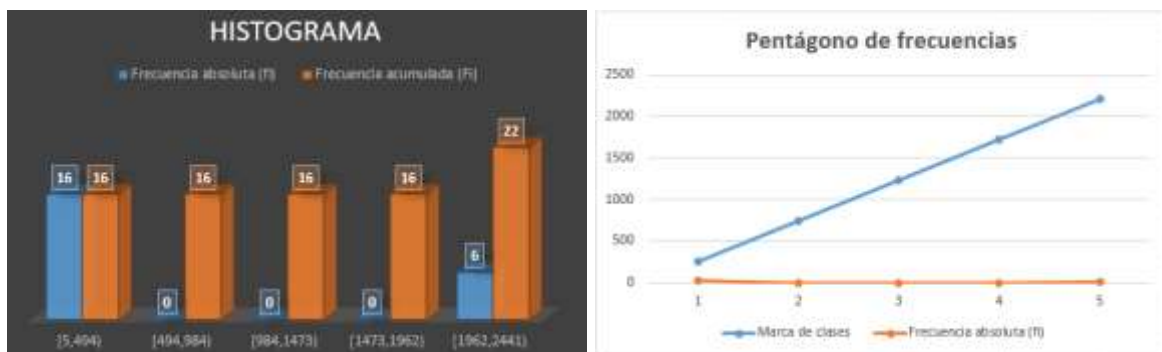 HISTOGRAMA
Frecuencia absoluta (fi) Frecuencia acumulada (Fi)
22
16 16 16 16 16
6
0 0 0
[5,494) [494,984) [984,1473) [1473,1962) [1962,2441)
Pentágono de frecuencias
2500
2000
1500
1000
500
0
1 2 3 4 5
Marca de clases Frecuencia absoluta (fi)